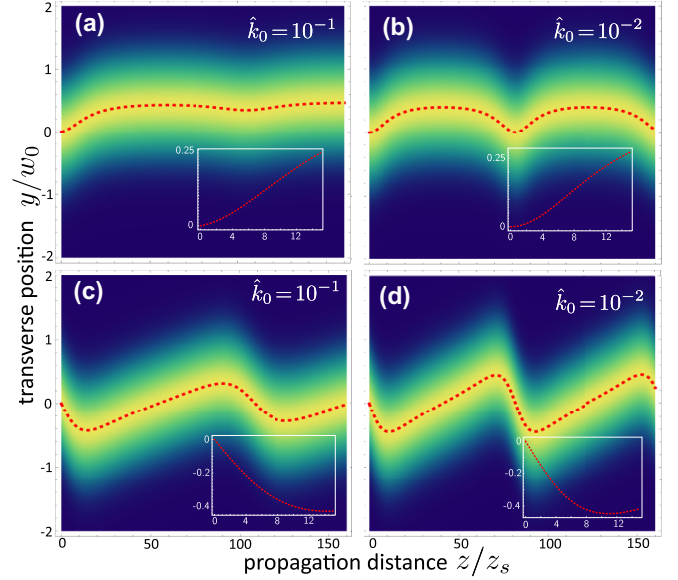 2
(a)
k̂₀ = 10⁻¹
(b)
k̂₀ = 10⁻²
1
0
-1
0.25
0
0 4 8 12
0.25
0
0 4 8 12
-2
2
(c)
k̂₀ = 10⁻¹
(d)
k̂₀ = 10⁻²
1
0
-1
0
-0.2
-0.4
0 4 8 12
0
-0.2
-0.4
0 4 8 12
-2
0 50 100 150 0 50 100 150
transverse position y/w₀
propagation distance z/zₛ